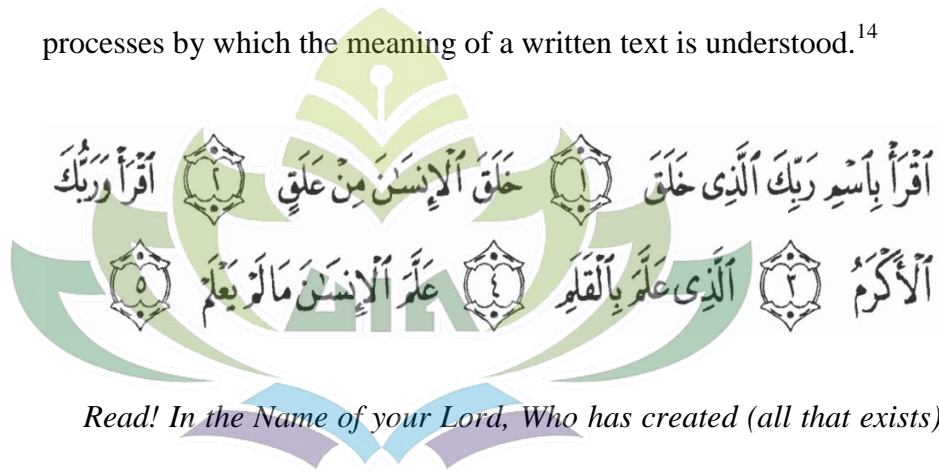 processes by which the meaning of a written text is understood.14
ٱقْرَأْ بِٱسْمِ رَبِّكَ ٱلَّذِى خَلَقَ ١ خَلَقَ ٱلْإِنسَٰنَ مِنْ عَلَقٍ ٢ ٱقْرَأْ وَرَبُّكَ
ٱلْأَكْرَمُ ٣ ٱلَّذِى عَلَّمَ بِٱلْقَلَمِ ٤ عَلَّمَ ٱلْإِنسَٰنَ مَا لَمْ يَعْلَمْ ٥
Read! In the Name of your Lord, Who has created (all that exists)